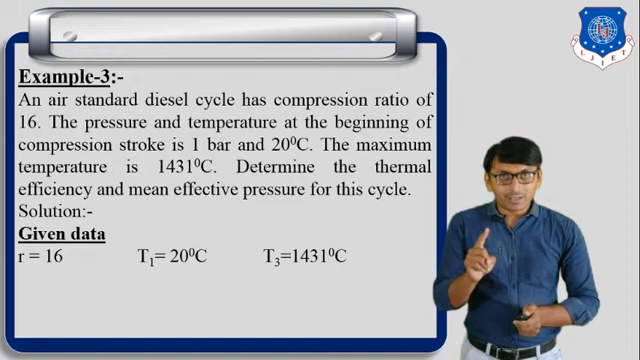 Example-3:-
An air standard diesel cycle has compression ratio of
16. The pressure and temperature at the beginning of
compression stroke is 1 bar and 20⁰C. The maximum
temperature is 1431⁰C. Determine the thermal
efficiency and mean effective pressure for this cycle.
Solution:-
Given data
r = 16 T₁= 20⁰C T₃=1431⁰C
LJIET